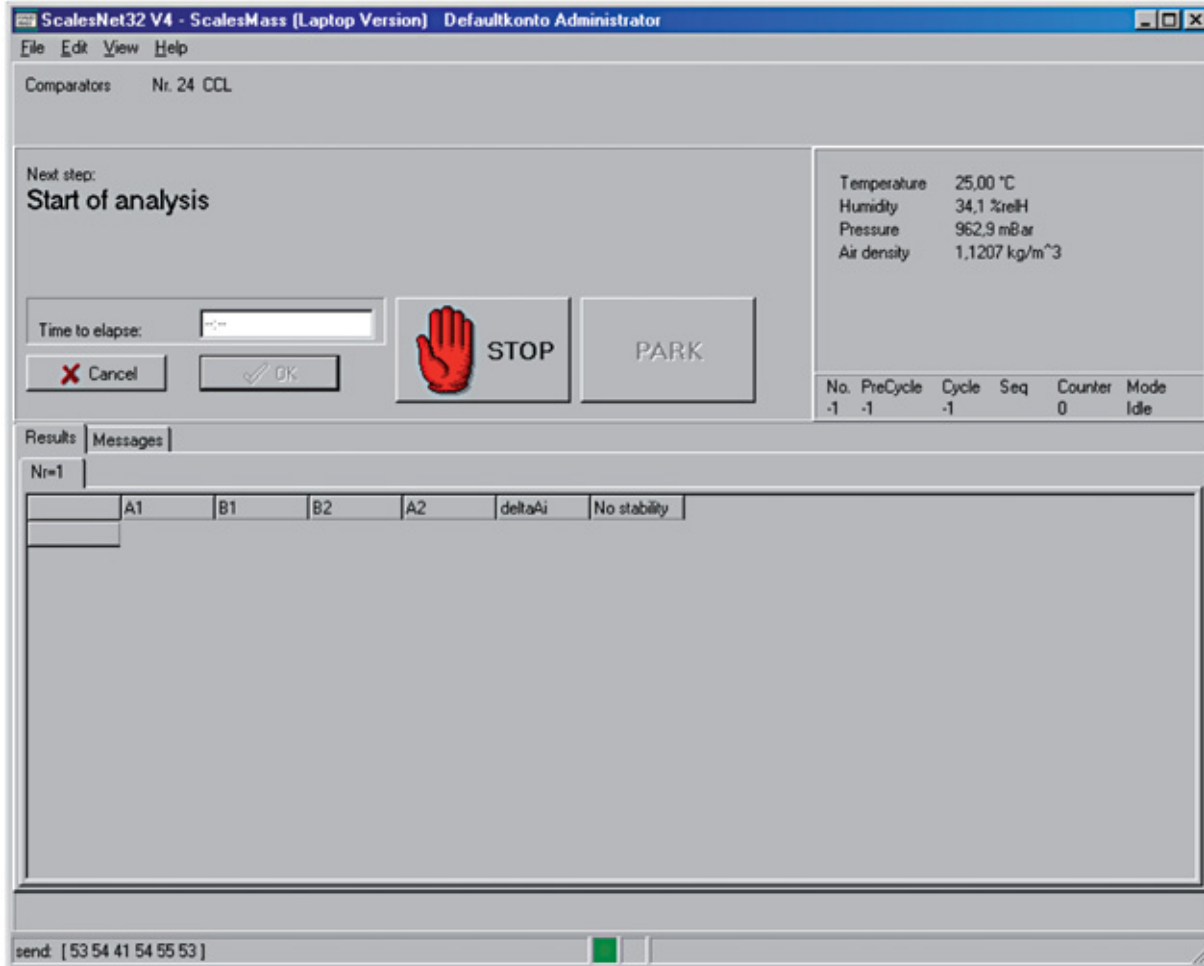 ScalesNet32 V4 - ScalesMass (Laptop Version) Defaultkonto Administrator
File Edit View Help
Comparators Nr. 24 CCL
Next step:
Start of analysis
Temperature 25,00 °C
Humidity 34,1 %relH
Pressure 962,9 mBar
Air density 1,1207 kg/m^3
Time to elapse: --:--
STOP
PARK
Cancel
OK
No. PreCycle Cycle Seq Counter Mode
-1 -1 -1 0 Idle
Results Messages
Nr=1
A1 B1 B2 A2 deltaAi No stability
send: [ 53 54 41 54 55 53 ]